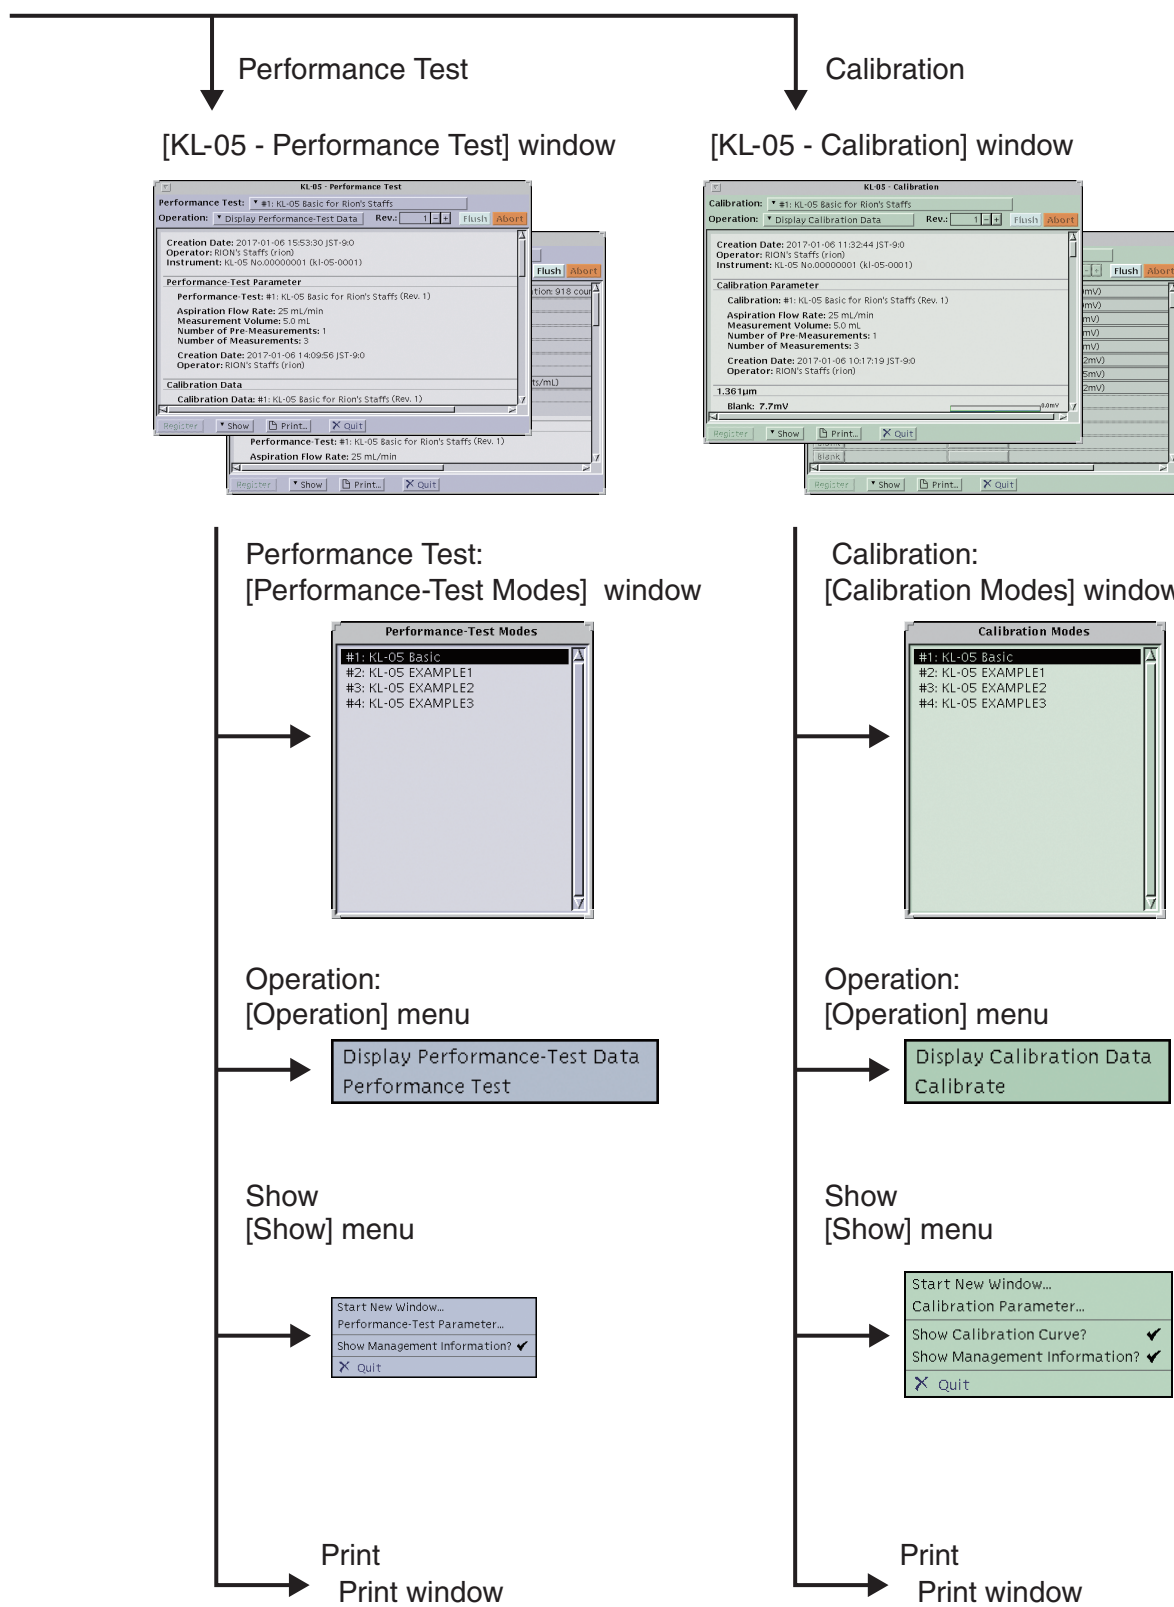 Performance Test
Calibration
[KL-05 - Performance Test] window
[KL-05 - Calibration] window
KL-05 - Performance Test
Performance Test: #1: KL-05 Basic for Rion's Staffs
Operation: Display Performance-Test Data Rev.: 1 - + Flush Abort
Creation Date: 2017-01-06 15:53:30 JST-9:0
Operator: RION's Staffs (rion)
Instrument: KL-05 No.00000001 (kl-05-0001)
Performance-Test Parameter
Performance-Test: #1: KL-05 Basic for Rion's Staffs (Rev. 1)
Aspiration Flow Rate: 25 mL/min
Measurement Volume: 5.0 mL
Number of Pre-Measurements: 1
Number of Measurements: 3
Creation Date: 2017-01-06 14:09:56 JST-9:0
Operator: RION's Staffs (rion)
Calibration Data
Calibration Data: #1: KL-05 Basic for Rion's Staffs (Rev. 1)
Register Show Print... Quit
Flush Abort
tion: 918 coun
ts/mL)
Performance-Test: #1: KL-05 Basic for Rion's Staffs (Rev. 1)
Aspiration Flow Rate: 25 mL/min
Register Show Print... Quit
KL-05 - Calibration
Calibration: #1: KL-05 Basic for Rion's Staffs
Operation: Display Calibration Data Rev.: 1 - + Flush Abort
Creation Date: 2017-01-06 11:32:44 JST-9:0
Operator: RION's Staffs (rion)
Instrument: KL-05 No.00000001 (kl-05-0001)
Calibration Parameter
Calibration: #1: KL-05 Basic for Rion's Staffs (Rev. 1)
Aspiration Flow Rate: 25 mL/min
Measurement Volume: 5.0 mL
Number of Pre-Measurements: 1
Number of Measurements: 3
Creation Date: 2017-01-06 10:17:19 JST-9:0
Operator: RION's Staffs (rion)
1.361µm
Blank: 7.7mV
Register Show Print... Quit
- + Flush Abort
mV)
mV)
mV)
mV)
mV)
2mV)
5mV)
2mV)
Blank
Register Show Print... Quit
Performance Test:
[Performance-Test Modes] window
Calibration:
[Calibration Modes] window
Performance-Test Modes
#1: KL-05 Basic
#2: KL-05 EXAMPLE1
#3: KL-05 EXAMPLE2
#4: KL-05 EXAMPLE3
Calibration Modes
#1: KL-05 Basic
#2: KL-05 EXAMPLE1
#3: KL-05 EXAMPLE2
#4: KL-05 EXAMPLE3
Operation:
[Operation] menu
Display Performance-Test Data
Performance Test
Operation:
[Operation] menu
Display Calibration Data
Calibrate
Show
[Show] menu
Start New Window...
Performance-Test Parameter...
Show Management Information? ✔
Quit
Show
[Show] menu
Start New Window...
Calibration Parameter...
Show Calibration Curve? ✔
Show Management Information? ✔
Quit
Print
Print window
Print
Print window